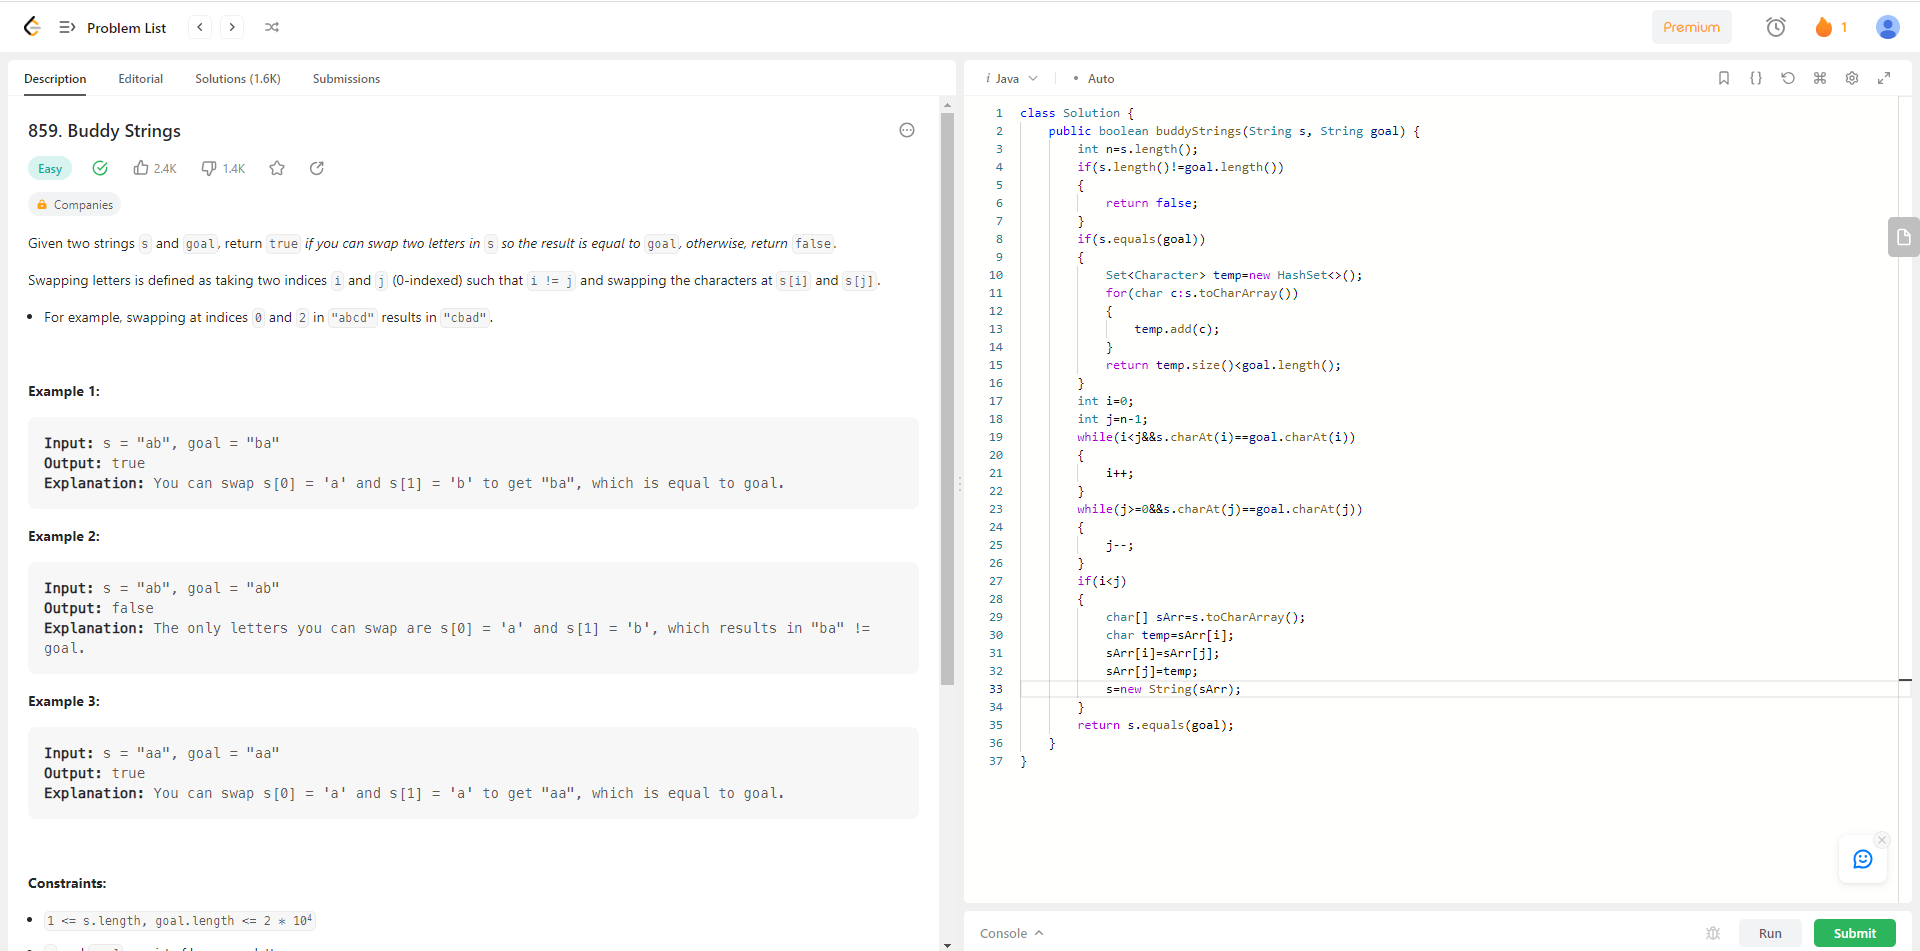 Problem List
Premium
1
Description Editorial Solutions (1.6K) Submissions
859. Buddy Strings
Easy 2.4K 1.4K
Companies
Given two strings s and goal, return true if you can swap two letters in s so the result is equal to goal, otherwise, return false.
Swapping letters is defined as taking two indices i and j (0-indexed) such that i != j and swapping the characters at s[i] and s[j].
• For example, swapping at indices 0 and 2 in "abcd" results in "cbad".
Example 1:
Input: s = "ab", goal = "ba"
Output: true
Explanation: You can swap s[0] = 'a' and s[1] = 'b' to get "ba", which is equal to goal.
Example 2:
Input: s = "ab", goal = "ab"
Output: false
Explanation: The only letters you can swap are s[0] = 'a' and s[1] = 'b', which results in "ba" !=
goal.
Example 3:
Input: s = "aa", goal = "aa"
Output: true
Explanation: You can swap s[0] = 'a' and s[1] = 'a' to get "aa", which is equal to goal.
Constraints:
• 1 <= s.length, goal.length <= 2 * 10⁴
i Java • Auto
1 class Solution {
2 public boolean buddyStrings(String s, String goal) {
3 int n=s.length();
4 if(s.length()!=goal.length())
5 {
6 return false;
7 }
8 if(s.equals(goal))
9 {
10 Set<Character> temp=new HashSet<>();
11 for(char c:s.toCharArray())
12 {
13 temp.add(c);
14 }
15 return temp.size()<goal.length();
16 }
17 int i=0;
18 int j=n-1;
19 while(i<j&&s.charAt(i)==goal.charAt(i))
20 {
21 i++;
22 }
23 while(j>=0&&s.charAt(j)==goal.charAt(j))
24 {
25 j--;
26 }
27 if(i<j)
28 {
29 char[] sArr=s.toCharArray();
30 char temp=sArr[i];
31 sArr[i]=sArr[j];
32 sArr[j]=temp;
33 s=new String(sArr);
34 }
35 return s.equals(goal);
36 }
37 }
Console Run Submit